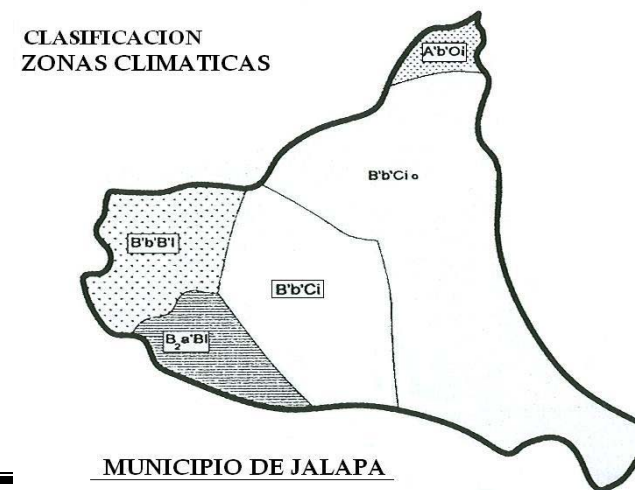 CLASIFICACION
ZONAS CLIMATICAS
A'b'Oi
B'b'Ci o
B'b'B'I
B'b'Ci
B₂a'BI
MUNICIPIO DE JALAPA